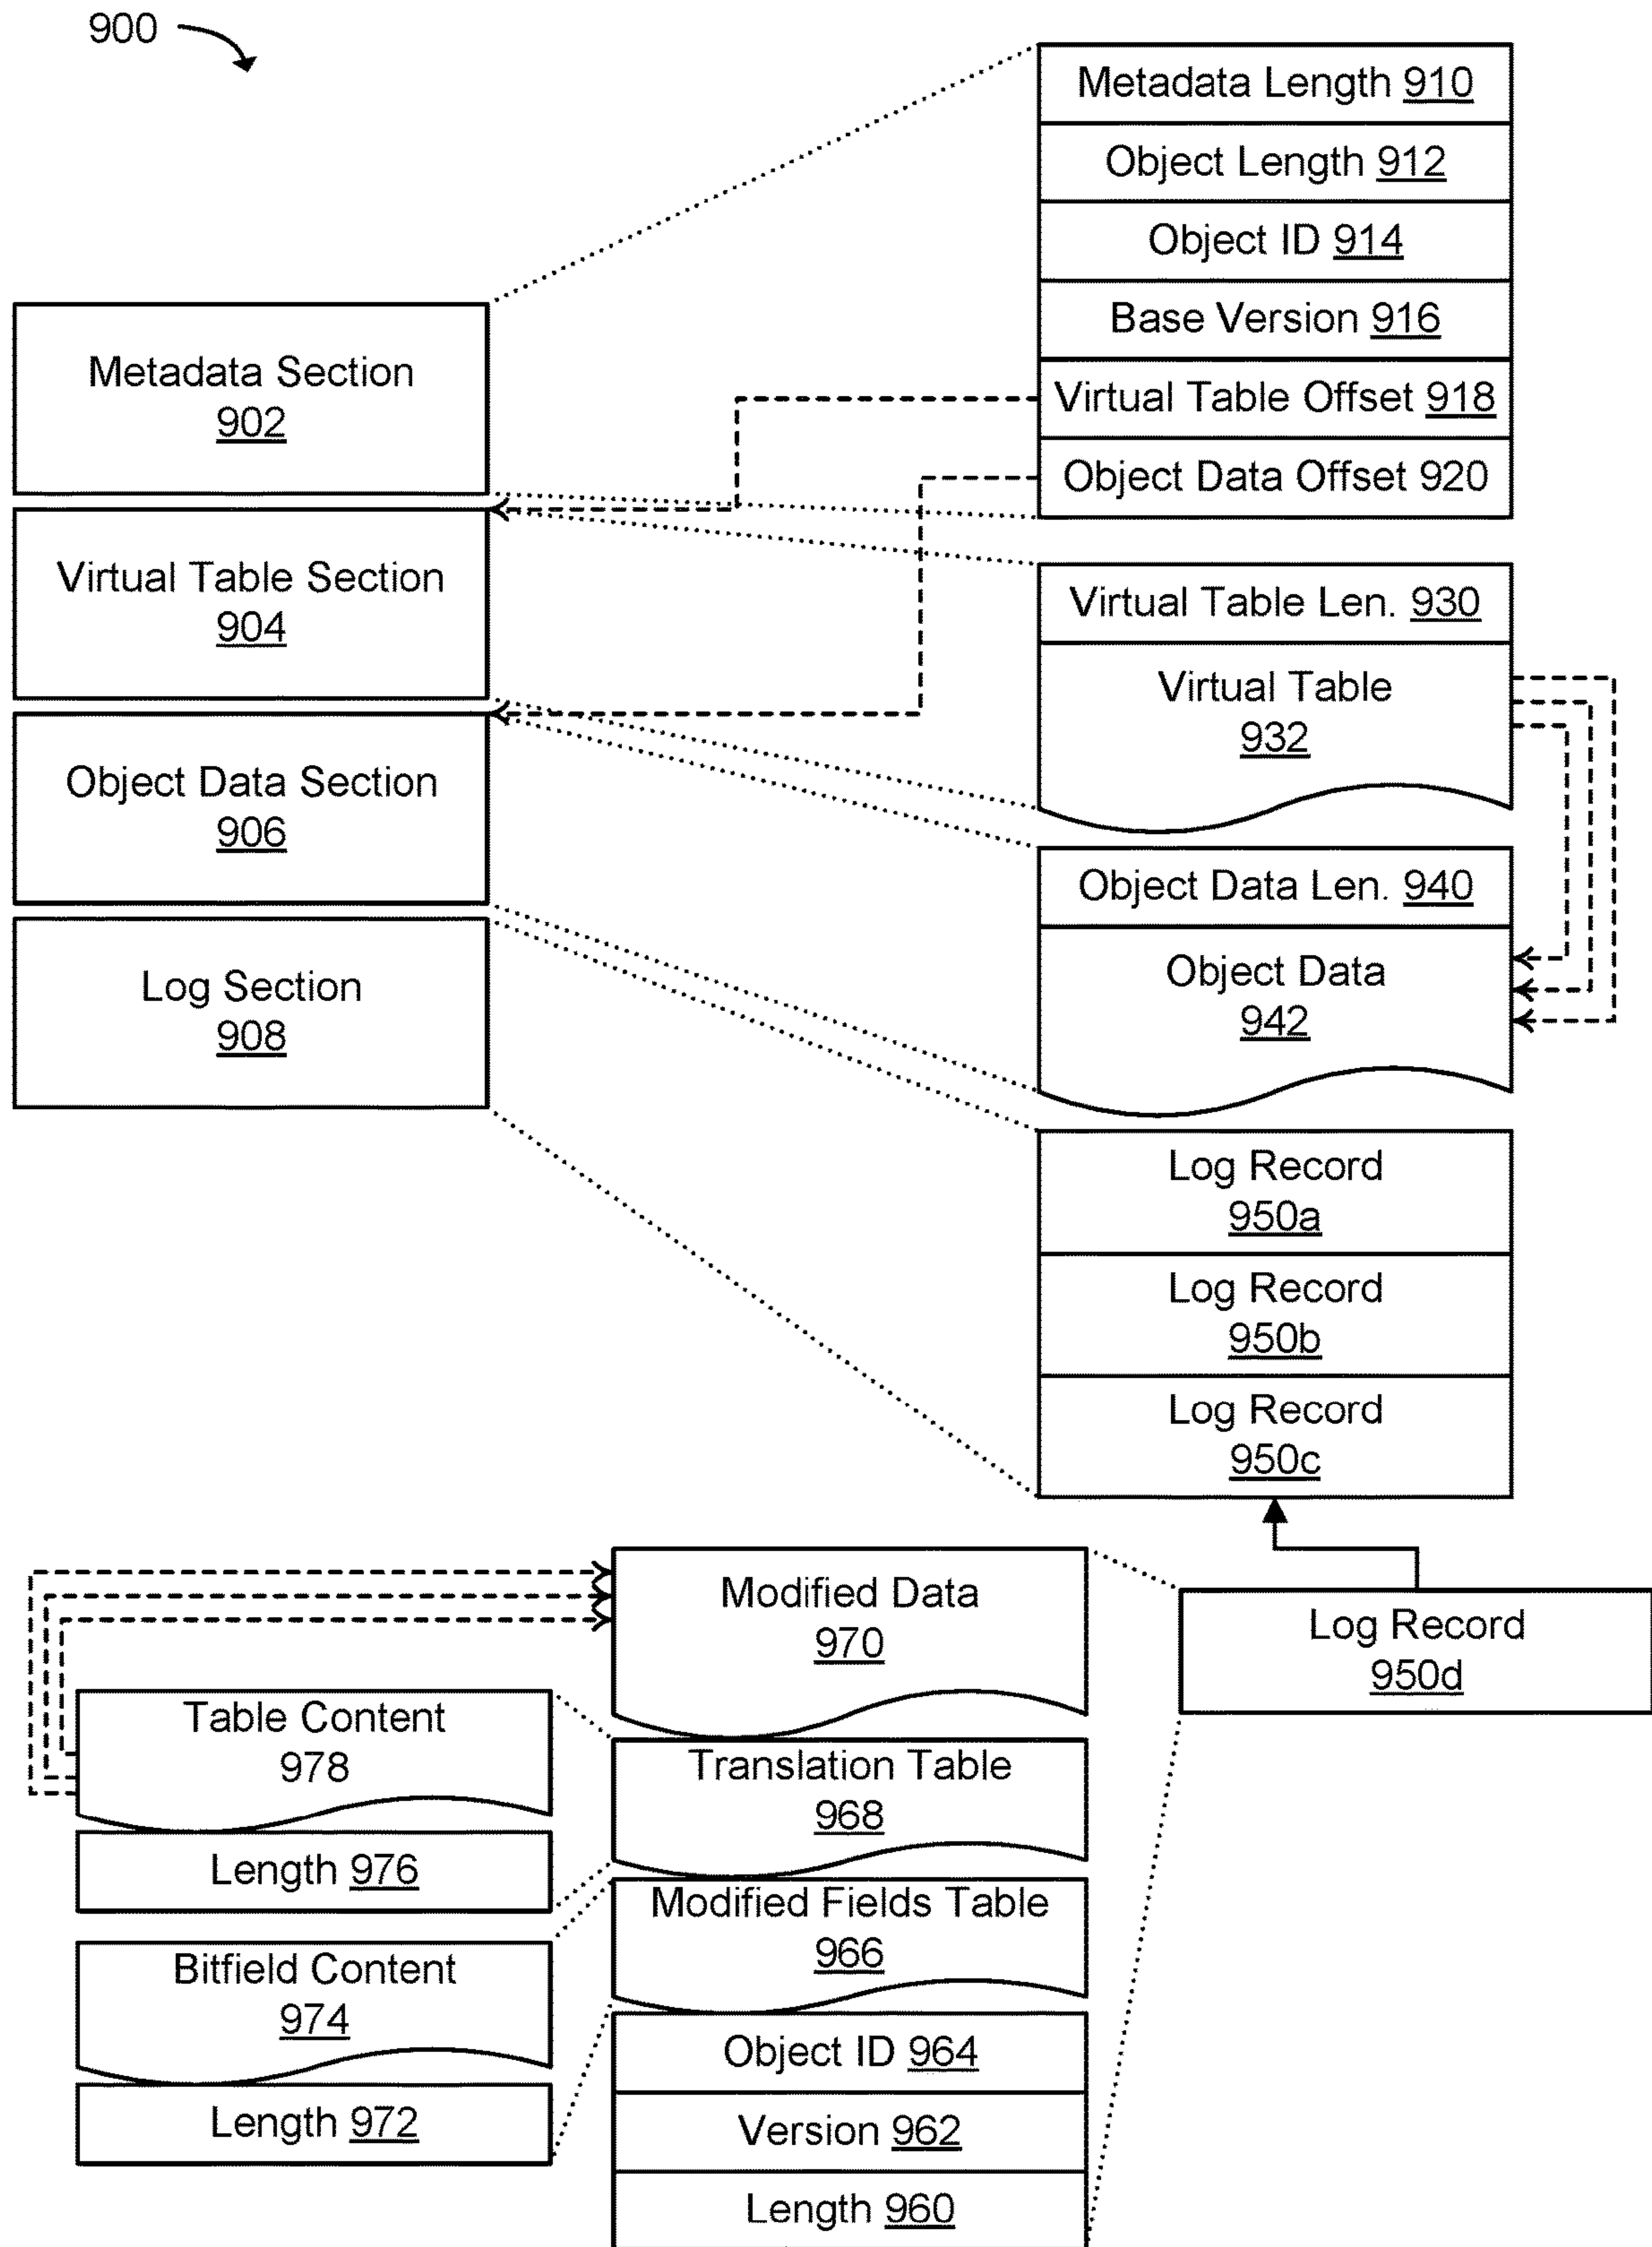 900
Metadata Length 910
Object Length 912
Object ID 914
Base Version 916
Virtual Table Offset 918
Object Data Offset 920
Metadata Section
902
Virtual Table Section
904
Object Data Section
906
Log Section
908
Virtual Table Len. 930
Virtual Table
932
Object Data Len. 940
Object Data
942
Log Record
950a
Log Record
950b
Log Record
950c
Log Record
950d
Modified Data
970
Translation Table
968
Modified Fields Table
966
Object ID 964
Version 962
Length 960
Table Content
978
Length 976
Bitfield Content
974
Length 972